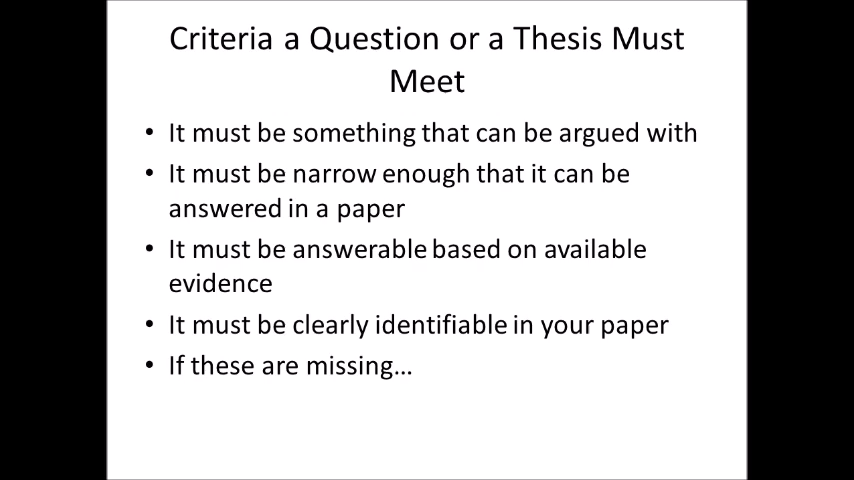 Criteria a Question or a Thesis Must
Meet
• It must be something that can be argued with
• It must be narrow enough that it can be
answered in a paper
• It must be answerable based on available
evidence
• It must be clearly identifiable in your paper
• If these are missing…